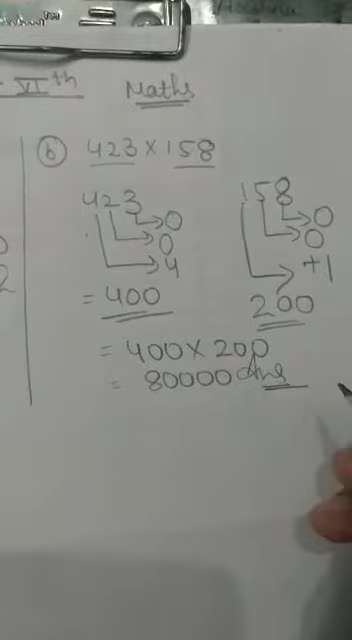 VIth Maths
(b) 423 × 158
423 158
0 0
0 0
4 +1
= 400 200
= 400 × 200
= 80000 Ans